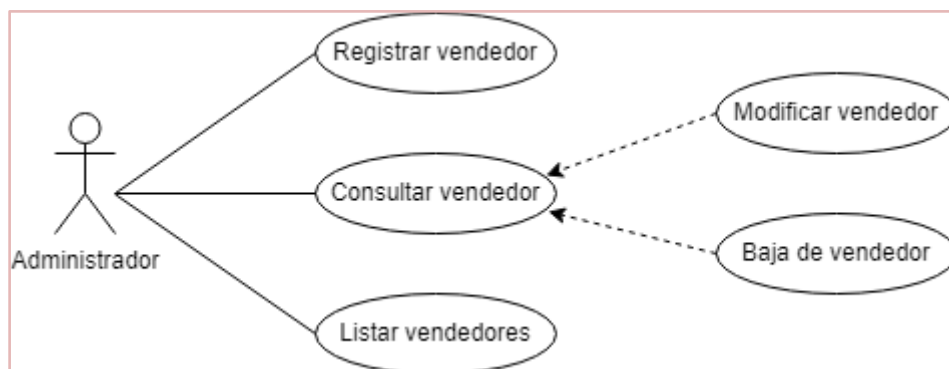 Registrar vendedor
Modificar vendedor
Consultar vendedor
Baja de vendedor
Administrador
Listar vendedores